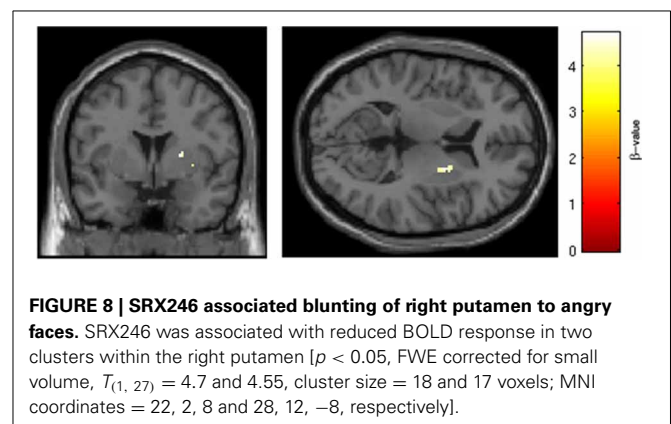 4
3
2
1
0
β-value
FIGURE 8 | SRX246 associated blunting of right putamen to angry
faces. SRX246 was associated with reduced BOLD response in two
clusters within the right putamen [p < 0.05, FWE corrected for small
volume, T(1, 27) = 4.7 and 4.55, cluster size = 18 and 17 voxels; MNI
coordinates = 22, 2, 8 and 28, 12, −8, respectively].